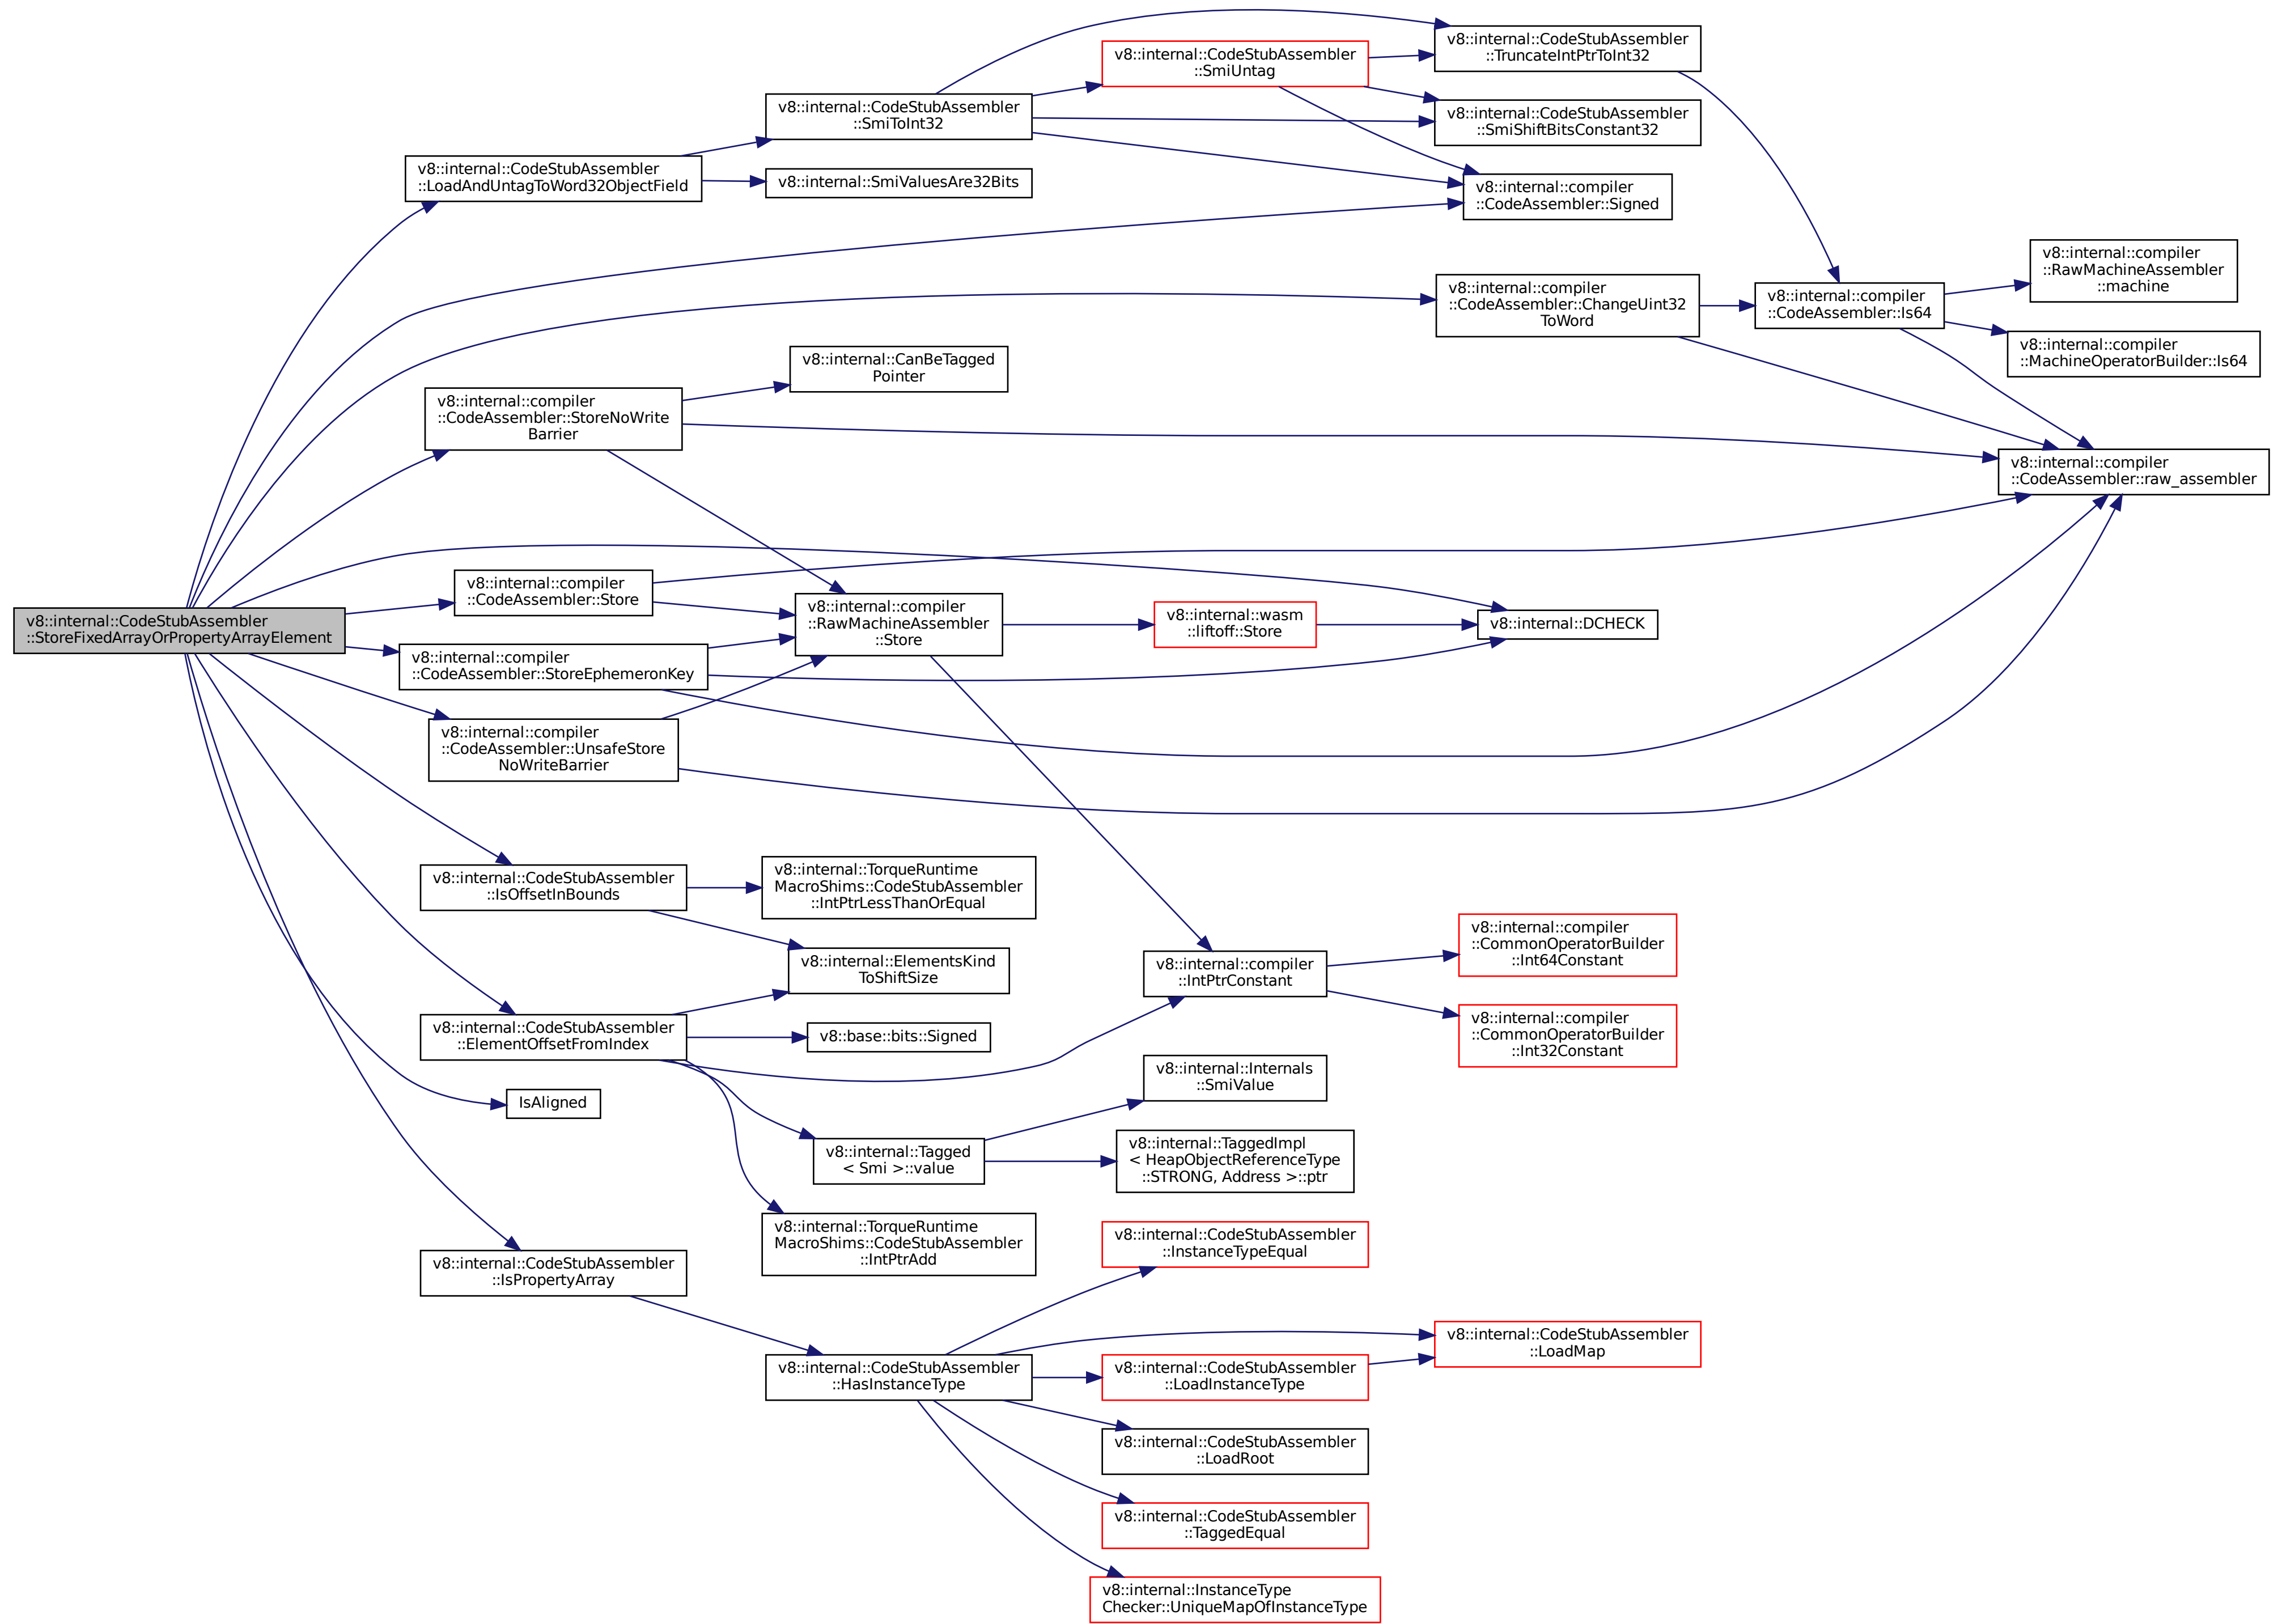 v8::internal::CodeStubAssembler
::StoreFixedArrayOrPropertyArrayElement
v8::internal::CodeStubAssembler
::LoadAndUntagToWord32ObjectField
v8::internal::CodeStubAssembler
::SmiToInt32
v8::internal::SmiValuesAre32Bits
v8::internal::CodeStubAssembler
::SmiUntag
v8::internal::CodeStubAssembler
::TruncateIntPtrToInt32
v8::internal::CodeStubAssembler
::SmiShiftBitsConstant32
v8::internal::compiler
::CodeAssembler::Signed
v8::internal::compiler
::CodeAssembler::ChangeUint32
ToWord
v8::internal::compiler
::CodeAssembler::Is64
v8::internal::compiler
::RawMachineAssembler
::machine
v8::internal::compiler
::MachineOperatorBuilder::Is64
v8::internal::compiler
::CodeAssembler::raw_assembler
v8::internal::compiler
::CodeAssembler::StoreNoWrite
Barrier
v8::internal::CanBeTagged
Pointer
v8::internal::compiler
::CodeAssembler::Store
v8::internal::compiler
::RawMachineAssembler
::Store
v8::internal::wasm
::liftoff::Store
v8::internal::DCHECK
v8::internal::compiler
::CodeAssembler::StoreEphemeronKey
v8::internal::compiler
::CodeAssembler::UnsafeStore
NoWriteBarrier
v8::internal::CodeStubAssembler
::IsOffsetInBounds
v8::internal::TorqueRuntime
MacroShims::CodeStubAssembler
::IntPtrLessThanOrEqual
v8::internal::ElementsKind
ToShiftSize
v8::internal::compiler
::IntPtrConstant
v8::internal::compiler
::CommonOperatorBuilder
::Int64Constant
v8::internal::compiler
::CommonOperatorBuilder
::Int32Constant
v8::internal::CodeStubAssembler
::ElementOffsetFromIndex
v8::base::bits::Signed
IsAligned
v8::internal::Tagged
< Smi >::value
v8::internal::Internals
::SmiValue
v8::internal::TaggedImpl
< HeapObjectReferenceType
::STRONG, Address >::ptr
v8::internal::TorqueRuntime
MacroShims::CodeStubAssembler
::IntPtrAdd
v8::internal::CodeStubAssembler
::IsPropertyArray
v8::internal::CodeStubAssembler
::HasInstanceType
v8::internal::CodeStubAssembler
::InstanceTypeEqual
v8::internal::CodeStubAssembler
::LoadMap
v8::internal::CodeStubAssembler
::LoadInstanceType
v8::internal::CodeStubAssembler
::LoadRoot
v8::internal::CodeStubAssembler
::TaggedEqual
v8::internal::InstanceType
Checker::UniqueMapOfInstanceType